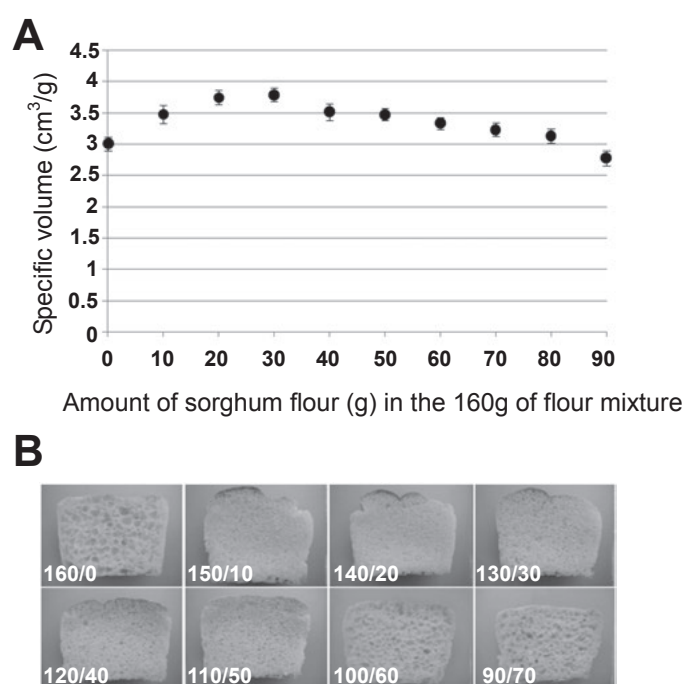 A
4.5
4
3.5
3
2.5
2
1.5
1
0.5
0
Specific volume (cm³/g)
0 10 20 30 40 50 60 70 80 90
Amount of sorghum flour (g) in the 160g of flour mixture
B
160/0 150/10 140/20 130/30
120/40 110/50 100/60 90/70